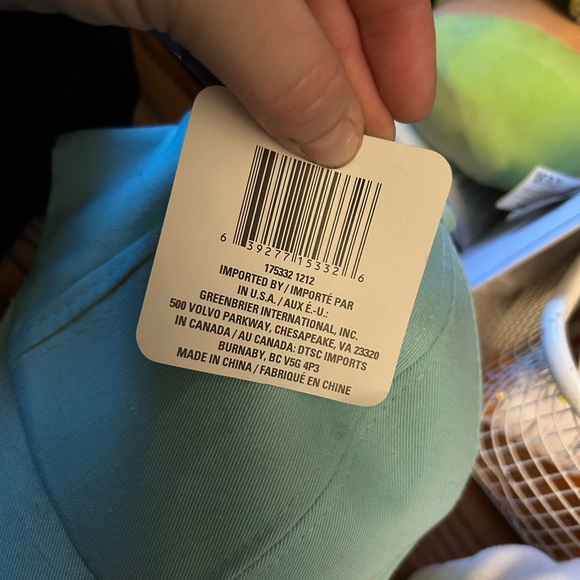 6 39277 15332 6
175332 1212
IMPORTED BY / IMPORTÉ PAR
IN U.S.A. / AUX É.-U.:
GREENBRIER INTERNATIONAL, INC.
500 VOLVO PARKWAY, CHESAPEAKE, VA 23320
IN CANADA / AU CANADA: DTSC IMPORTS
BURNABY, BC V5G 4P3
MADE IN CHINA / FABRIQUÉ EN CHINE